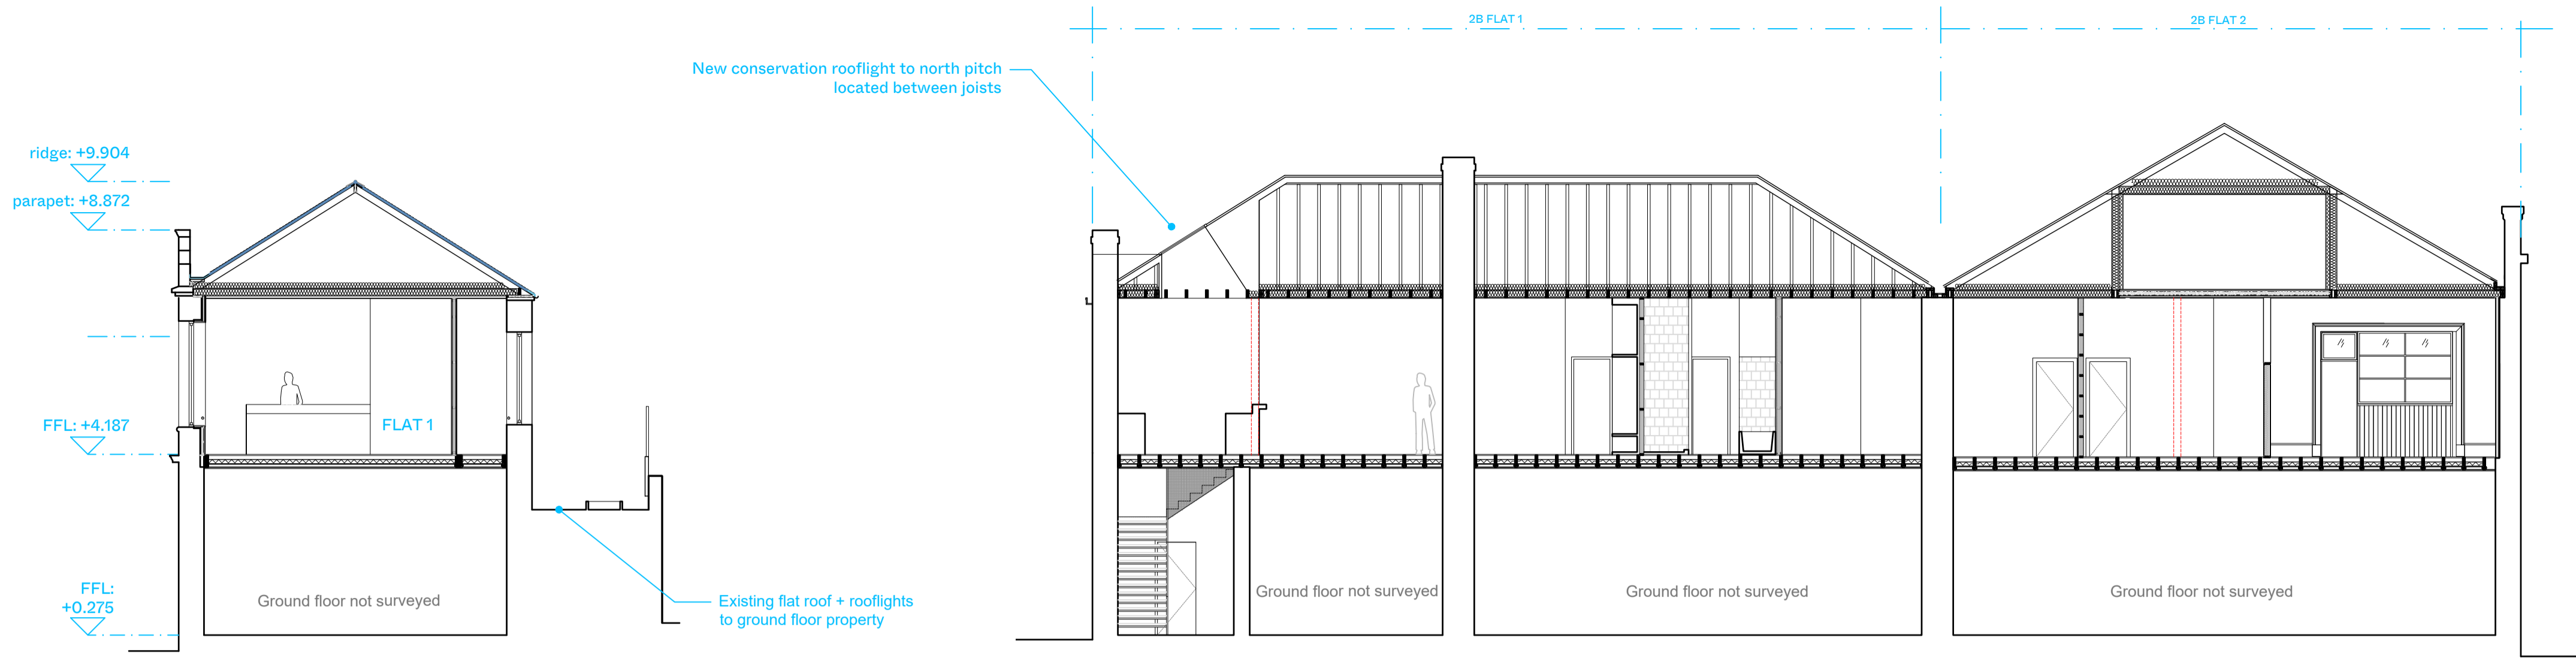 2B FLAT 1
2B FLAT 2
New conservation rooflight to north pitch
located between joists
ridge: +9.904
parapet: +8.872
FFL: +4.187
FLAT 1
FFL:
+0.275
Ground floor not surveyed
Existing flat roof + rooflights
to ground floor property
Ground floor not surveyed
Ground floor not surveyed
Ground floor not surveyed